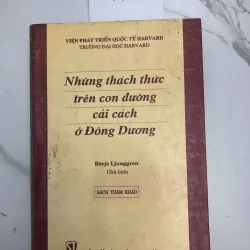 VIỆN PHÁT TRIỂN QUỐC TẾ HARVARD
TRƯỜNG ĐẠI HỌC HARVARD
Những thách thức
trên con đường
cải cách
ở Đông Dương
Börje Ljunggren
Chủ biên
SÁCH THAM KHẢO